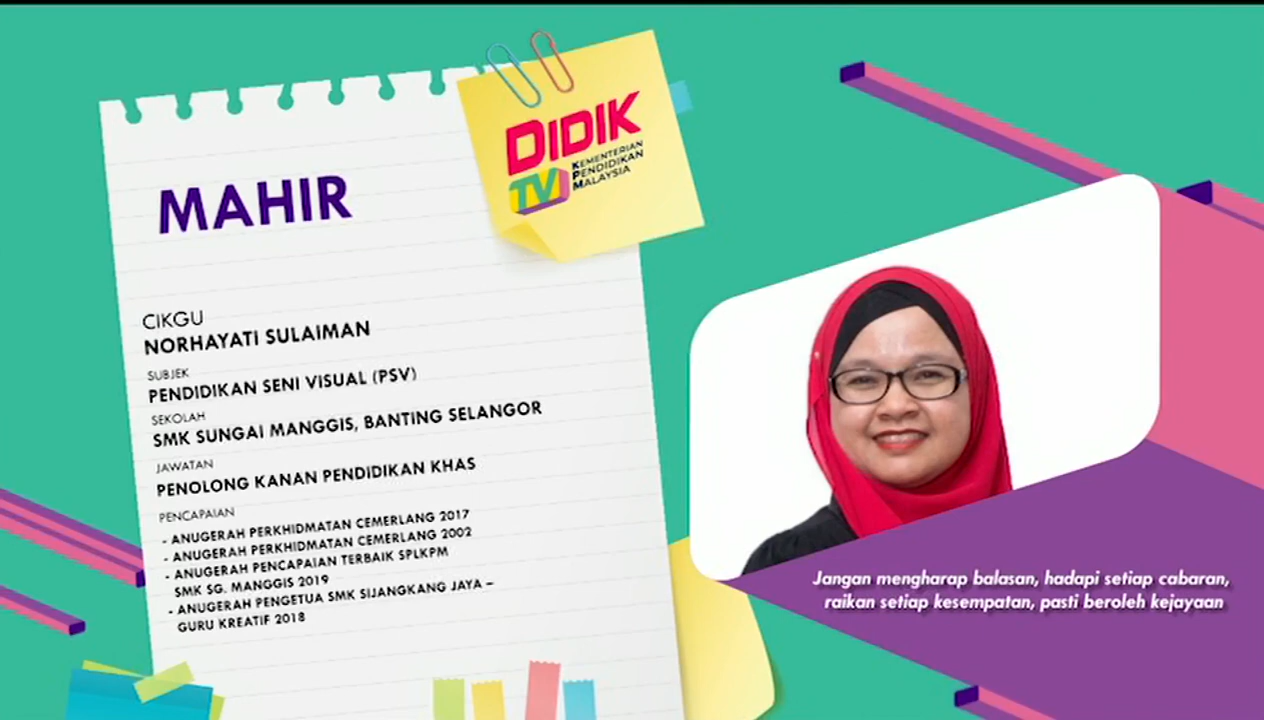 MAHIR
DIDIK
TV
KEMENTERIAN
PENDIDIKAN
MALAYSIA
CIKGU
NORHAYATI SULAIMAN
SUBJEK
PENDIDIKAN SENI VISUAL (PSV)
SEKOLAH
SMK SUNGAI MANGGIS, BANTING SELANGOR
JAWATAN
PENOLONG KANAN PENDIDIKAN KHAS
PENCAPAIAN
- ANUGERAH PERKHIDMATAN CEMERLANG 2017
- ANUGERAH PERKHIDMATAN CEMERLANG 2002
- ANUGERAH PENCAPAIAN TERBAIK SPLKPM
SMK SG. MANGGIS 2019
- ANUGERAH PENGETUA SMK SIJANGKANG JAYA –
GURU KREATIF 2018
Jangan mengharap balasan, hadapi setiap cabaran,
raikan setiap kesempatan, pasti beroleh kejayaan